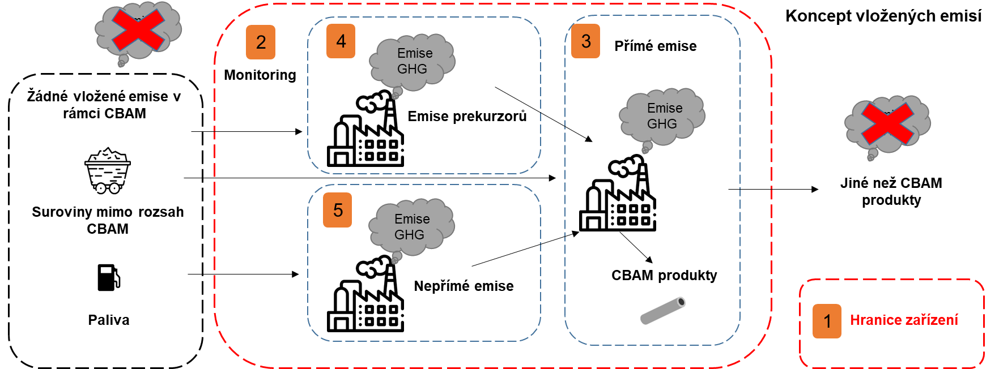 Koncept vložených emisí
Žádné vložené emise v
rámci CBAM
Suroviny mimo rozsah
CBAM
Paliva
2
Monitoring
4
Emise
GHG
Emise prekurzorů
5
Emise
GHG
Nepřímé emise
3
Přímé emise
Emise
GHG
CBAM produkty
Jiné než CBAM
produkty
1
Hranice zařízení